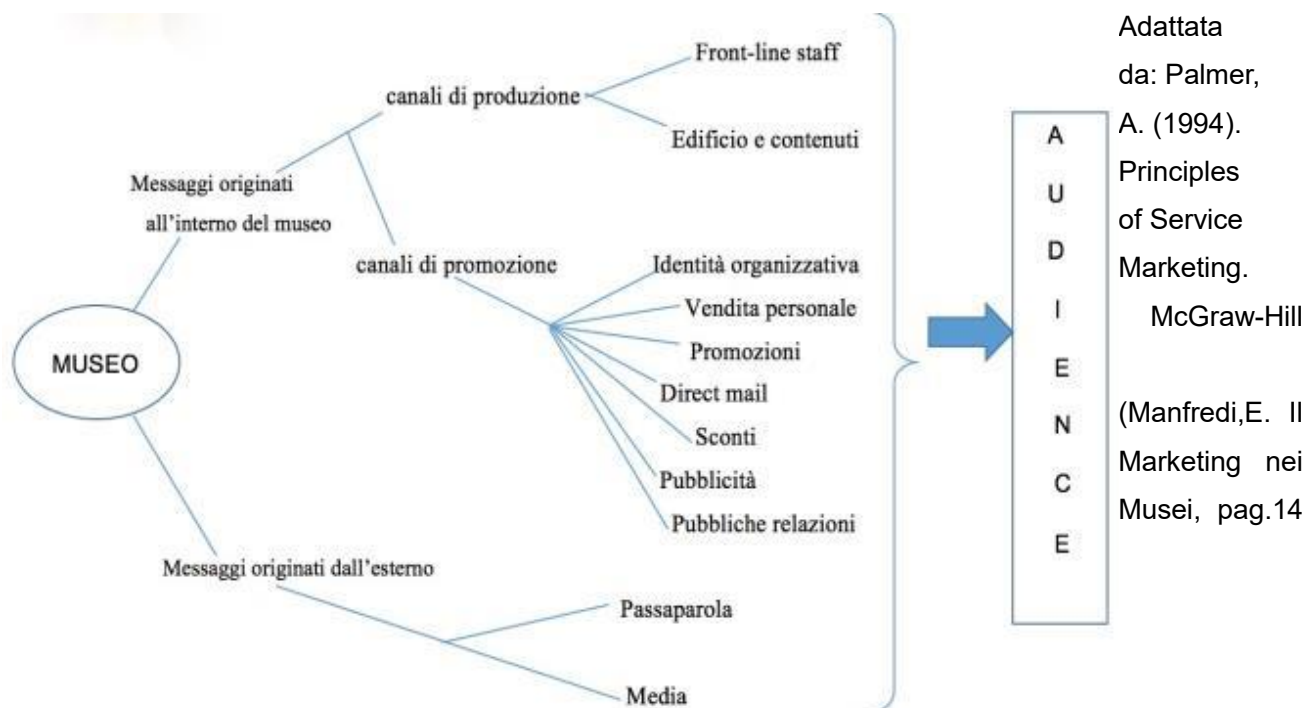 Front-line staff
canali di produzione
Edificio e contenuti
Messaggi originati
all'interno del museo
canali di promozione
Identità organizzativa
Vendita personale
Promozioni
Direct mail
Sconti
Pubblicità
Pubbliche relazioni
MUSEO
Messaggi originati dall'esterno
Passaparola
Media
A
U
D
I
E
N
C
E
Adattata
da: Palmer,
A. (1994).
Principles
of Service
Marketing.
McGraw-Hill
(Manfredi,E. Il
Marketing nei
Musei, pag.14